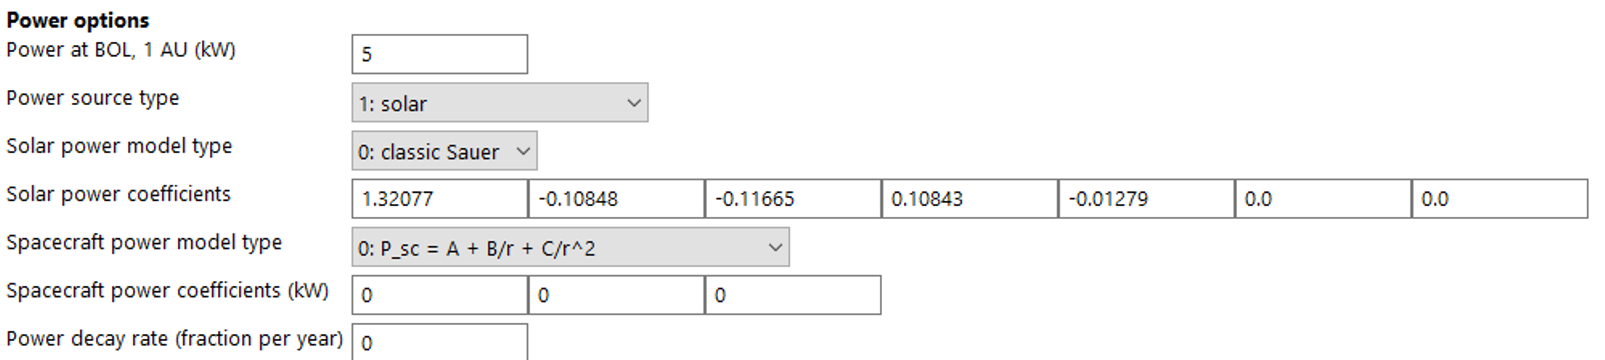 Power options
Power at BOL, 1 AU (kW) 5
Power source type 1: solar
Solar power model type 0: classic Sauer
Solar power coefficients 1.32077 -0.10848 -0.11665 0.10843 -0.01279 0.0 0.0
Spacecraft power model type 0: P_sc = A + B/r + C/r^2
Spacecraft power coefficients (kW) 0 0 0
Power decay rate (fraction per year) 0